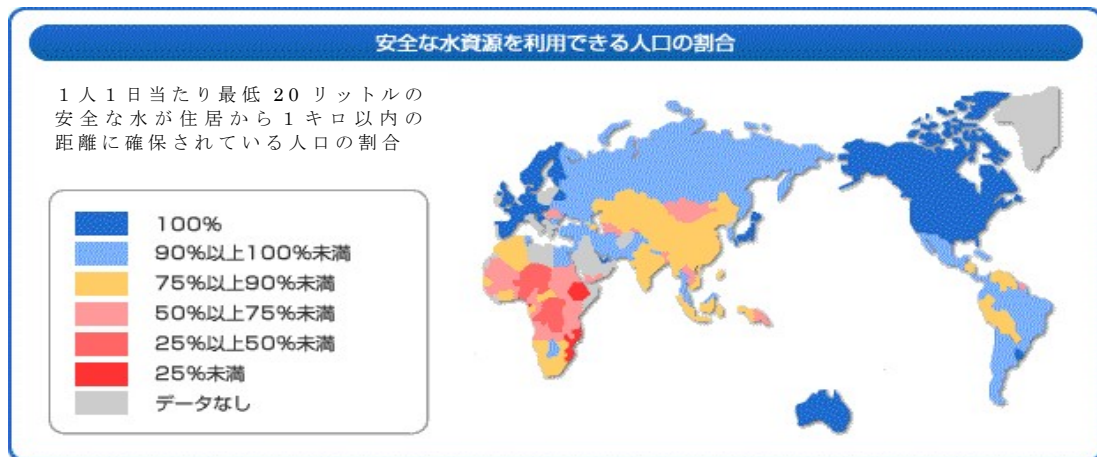 安全な水資源を利用できる人口の割合
1人1日当たり最低 20 リットルの
安全な水が住居から1キロ以内の
距離に確保されている人口の割合
100%
90%以上100%未満
75%以上90%未満
50%以上75%未満
25%以上50%未満
25%未満
データなし